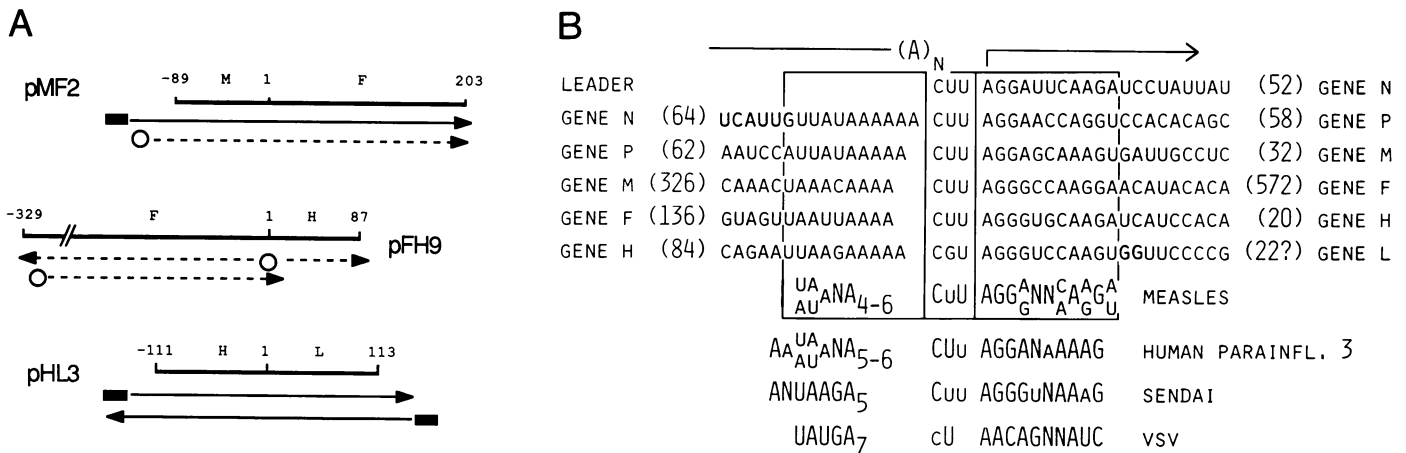 A
pMF2
-89 M 1 F 203
-329 F 1 H 87
pFH9
-111 H 1 L 113
pHL3
B
(A)N
LEADER CUU AGGAUUCAAGAUCCUAUUAU (52) GENE N
GENE N (64) UCAUUGUUAUAAAAAA CUU AGGAACCAGGUCCACACAGC (58) GENE P
GENE P (62) AAUCCAUUAUAAAAA CUU AGGAGCAAAGUGAUUGCCUC (32) GENE M
GENE M (326) CAAACUAAACAAAA CUU AGGGCCAAGGAACAUACACA (572) GENE F
GENE F (136) GUAGUUAAUUAAAA CUU AGGGUGCAAGAUCAUCCACA (20) GENE H
GENE H (84) CAGAAUUAAGAAAAA CGU AGGGUCCAAGUGGUUCCCCG (22?) GENE L
UA/AU A NA4-6 CuU AGG A/G NN C/A A A/G G A/U MEASLES
AA UA/AU A NA5-6 CUU AGGANAAAAG HUMAN PARAINFL. 3
ANUAAGA5 CUU AGGGUNAAAG SENDAI
UAUGA7 cU AACAGNNAUC VSV